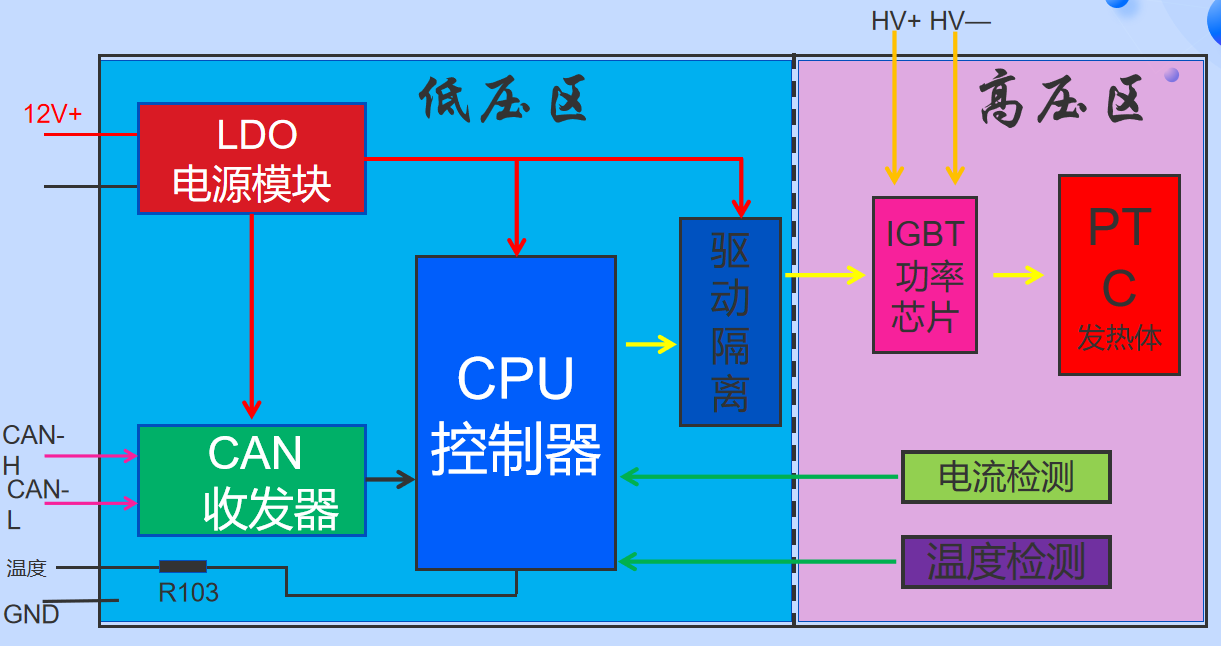 HV+ HV—
低压区
高压区
12V+
LDO
电源模块
驱
动
隔
离
IGBT
功率
芯片
PT
C
发热体
CPU
控制器
CAN-
H
CAN-
L
CAN
收发器
电流检测
温度检测
温度
R103
GND